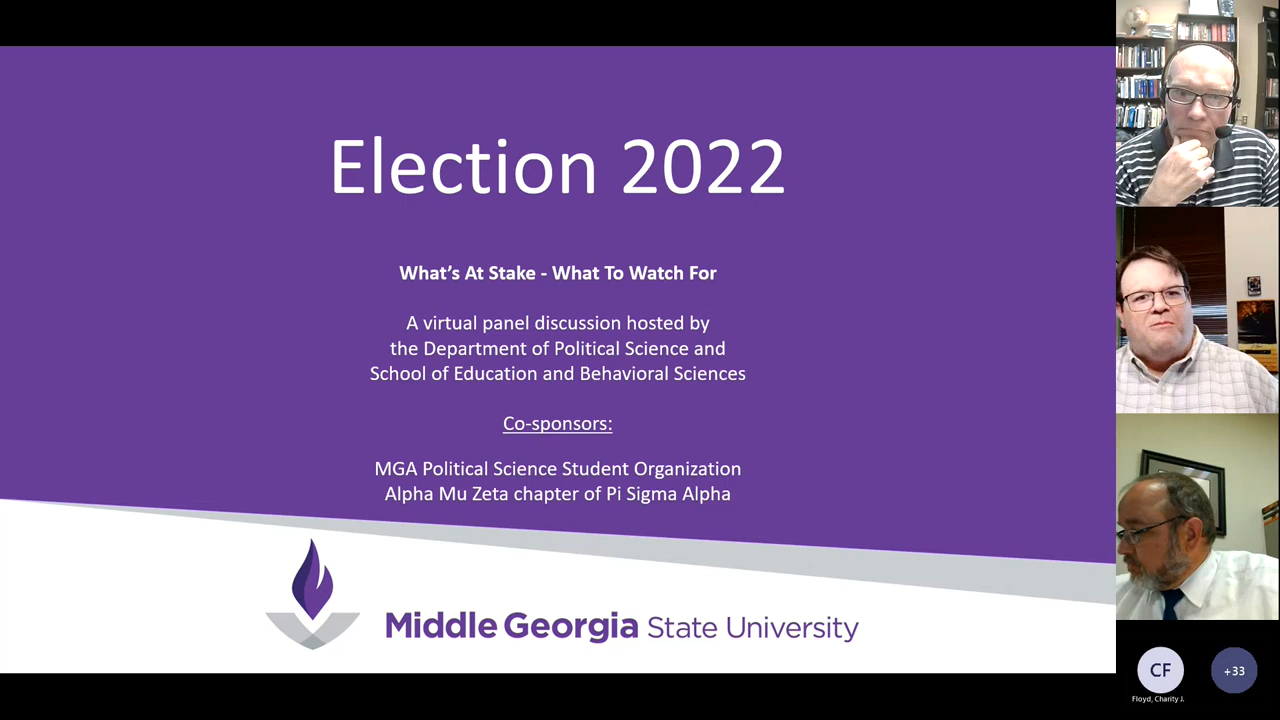 Election 2022
What's At Stake - What To Watch For
A virtual panel discussion hosted by
the Department of Political Science and
School of Education and Behavioral Sciences
Co-sponsors:
MGA Political Science Student Organization
Alpha Mu Zeta chapter of Pi Sigma Alpha
Middle Georgia State University
CF
+33
Floyd, Charity J.